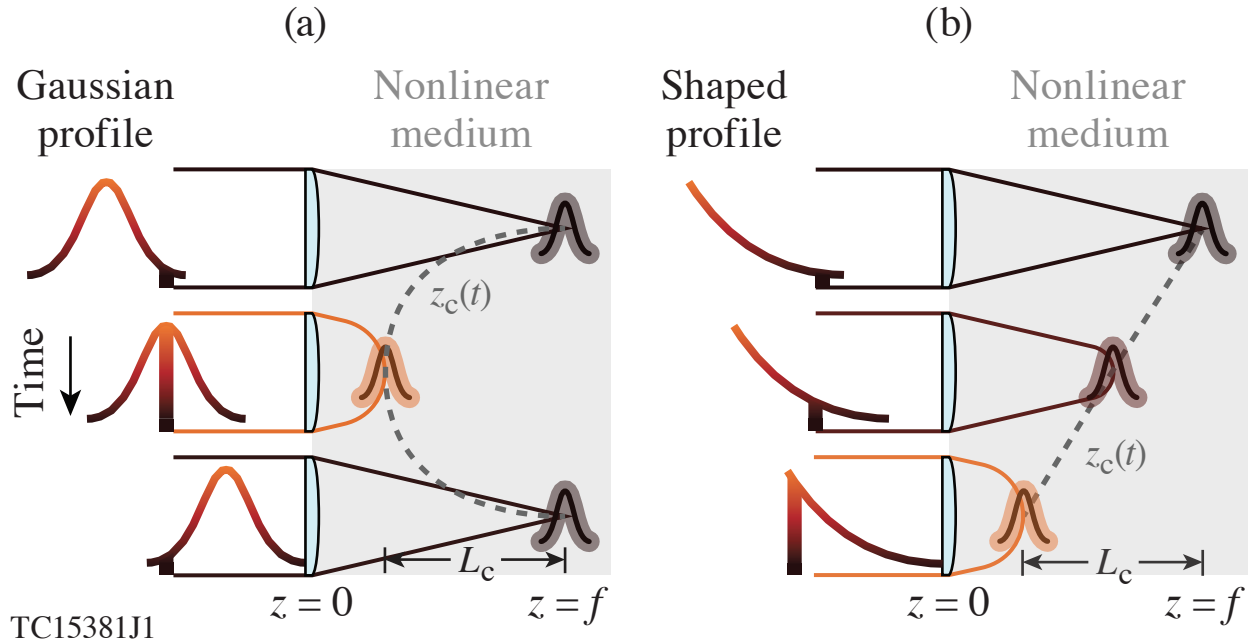 (a)
Gaussian
profile
Nonlinear
medium
z_c(t)
Time
L_c
z = 0
z = f
(b)
Shaped
profile
Nonlinear
medium
z_c(t)
L_c
z = 0
z = f
TC15381J1